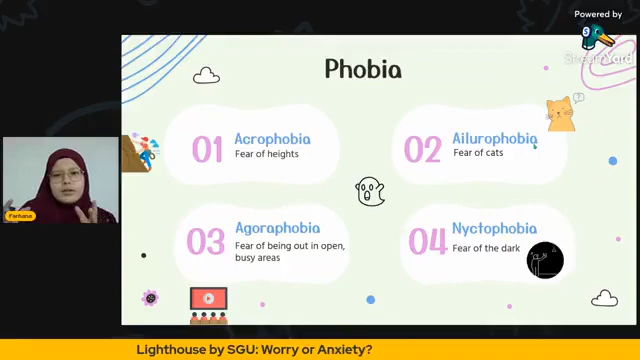 Powered by
StreamYard
Phobia
01
Acrophobia
Fear of heights
02
Ailurophobia
Fear of cats
?
03
Agoraphobia
Fear of being out in open,
busy areas
04
Nyctophobia
Fear of the dark
Farhana
Lighthouse by SGU: Worry or Anxiety?